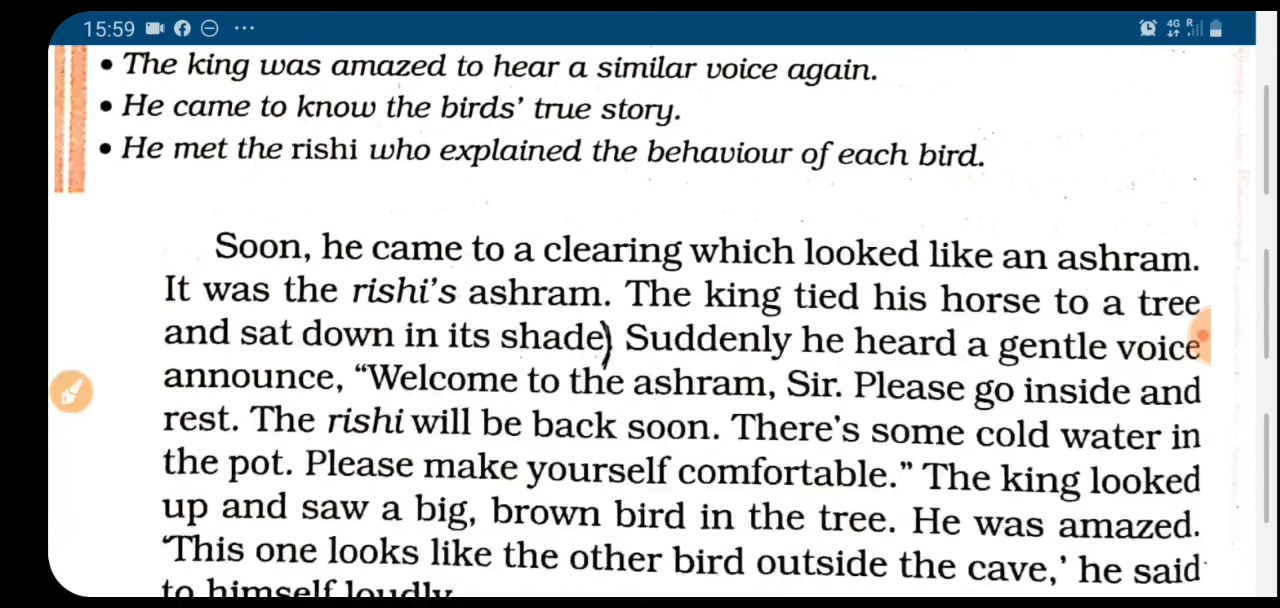 15:59
4G R
• The king was amazed to hear a similar voice again.
• He came to know the birds’ true story.
• He met the rishi who explained the behaviour of each bird.
Soon, he came to a clearing which looked like an ashram.
It was the rishi’s ashram. The king tied his horse to a tree
and sat down in its shade) Suddenly he heard a gentle voice
announce, “Welcome to the ashram, Sir. Please go inside and
rest. The rishi will be back soon. There’s some cold water in
the pot. Please make yourself comfortable.” The king looked
up and saw a big, brown bird in the tree. He was amazed.
‘This one looks like the other bird outside the cave,’ he said
to himself loudly.